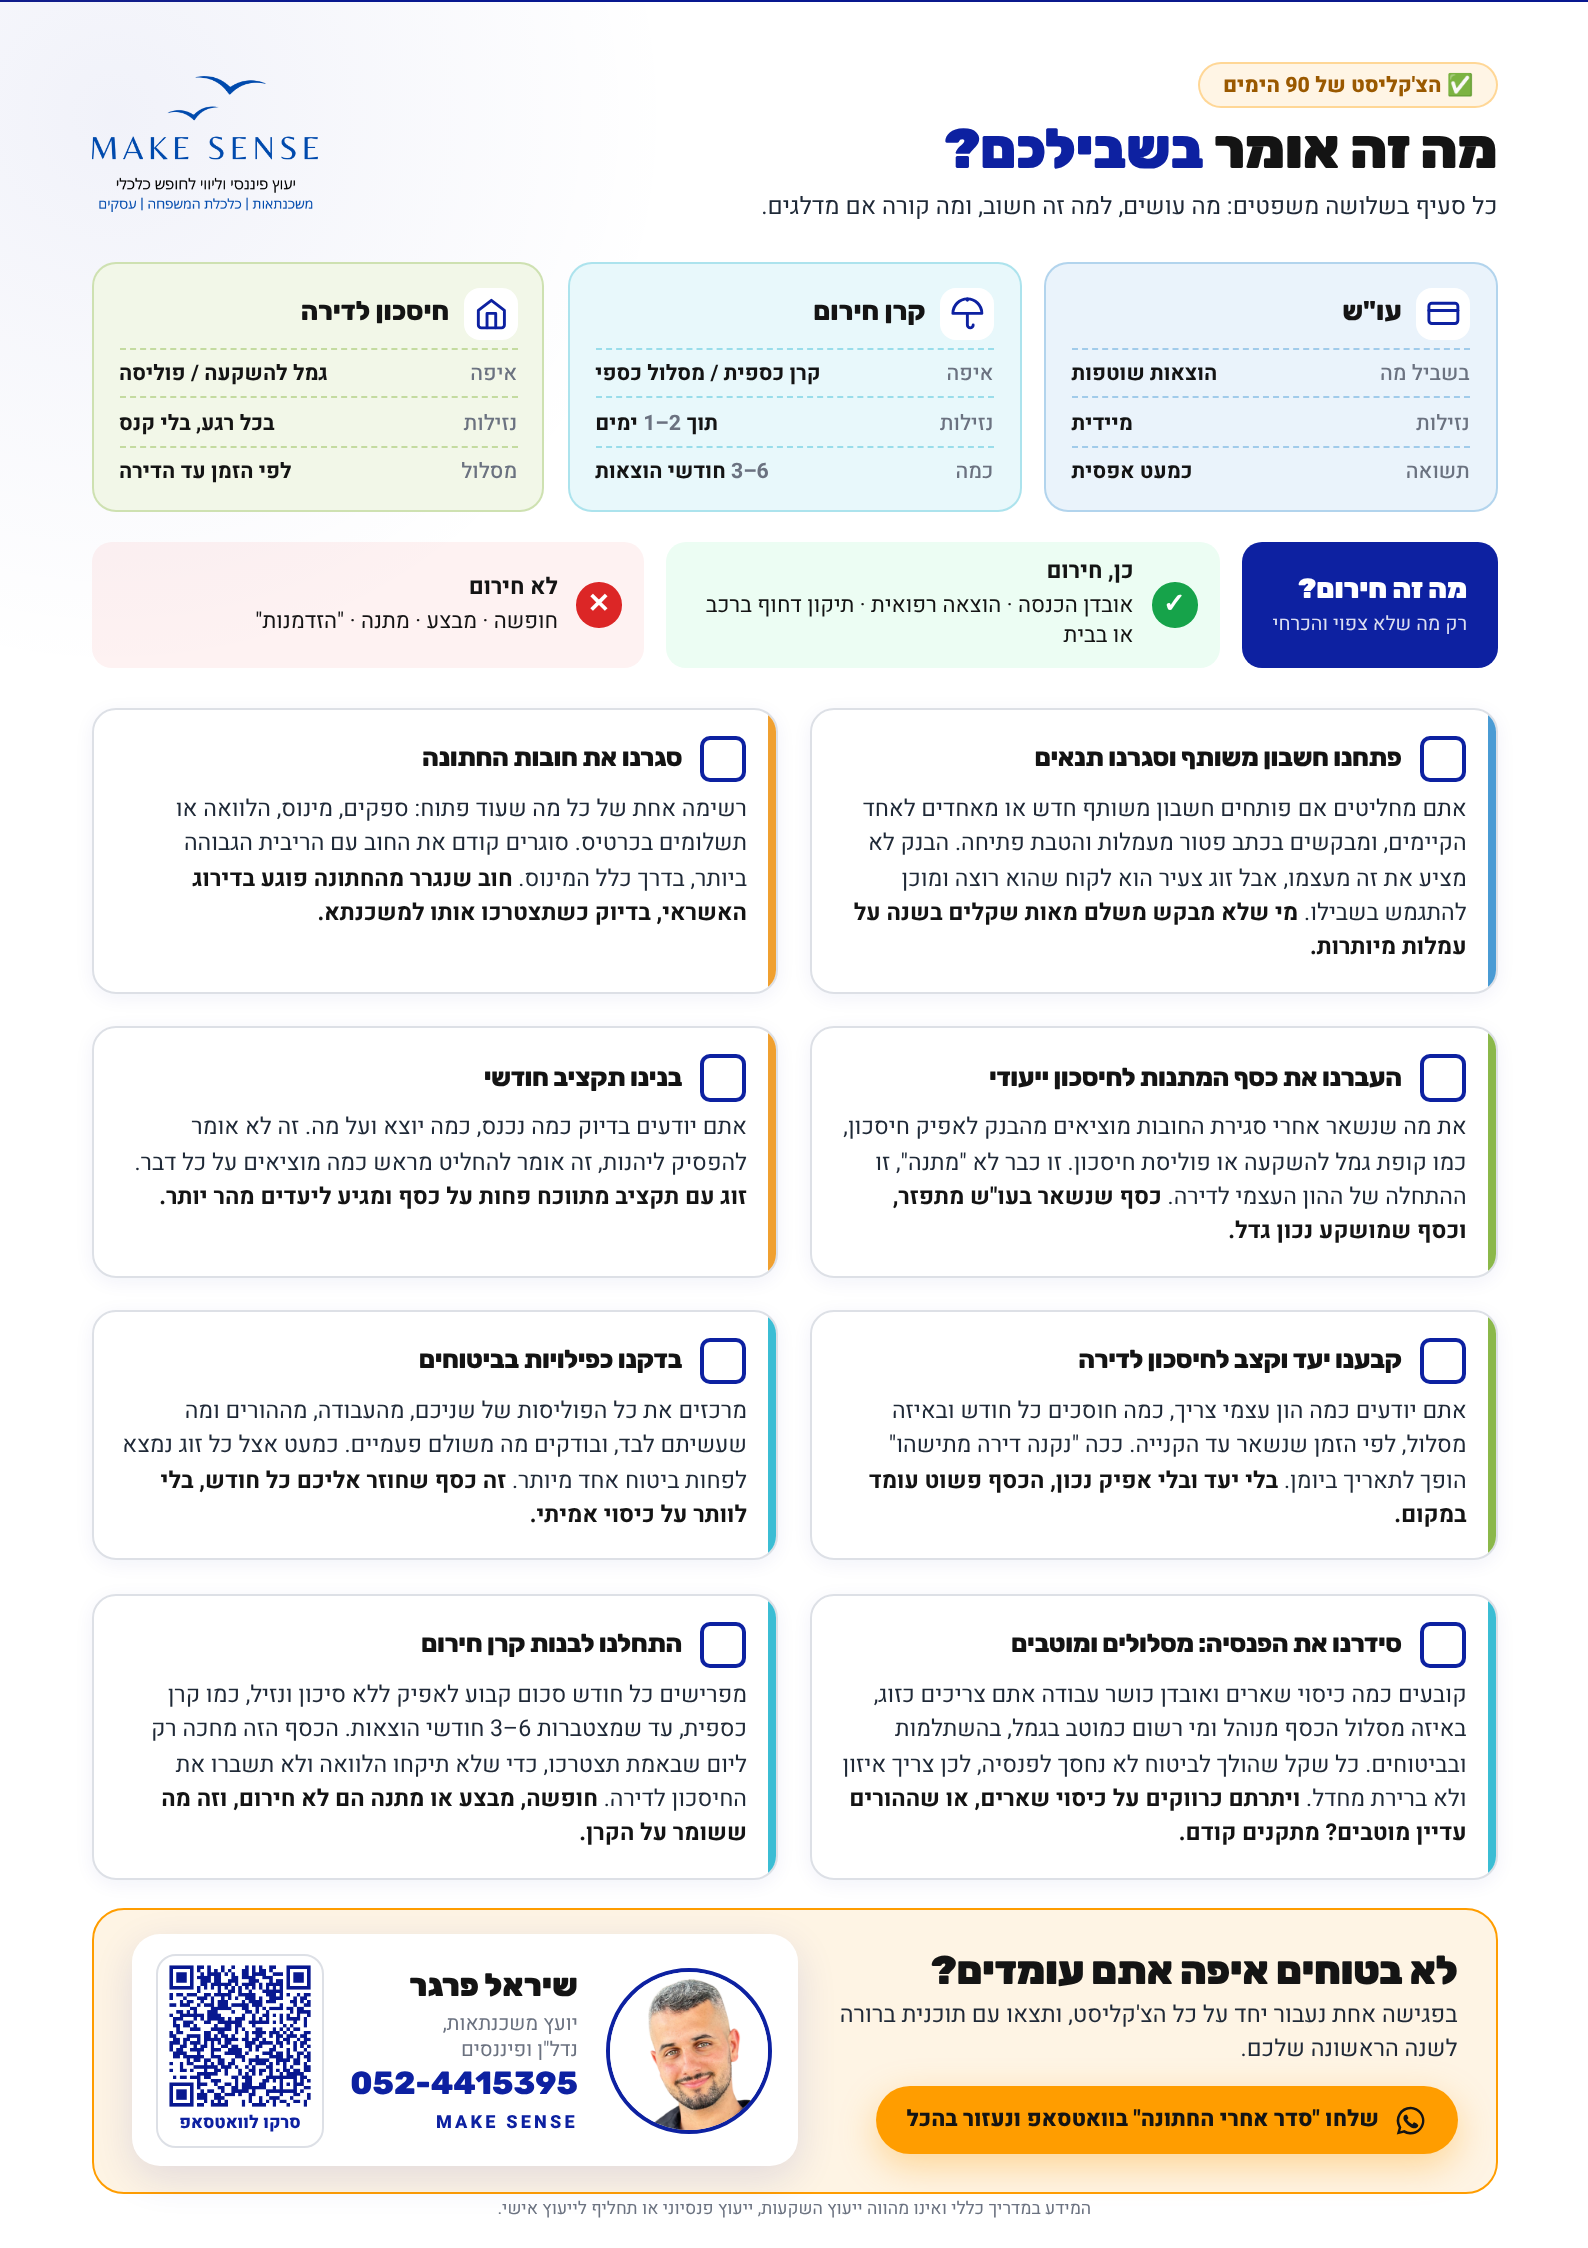 ✅ הצ'קליסט של 90 הימים
מה זה אומר בשבילכם?
כל סעיף בשלושה משפטים: מה עושים, למה זה חשוב, ומה קורה אם מדלגים.
MAKE SENSE
יעוץ פיננסי וליווי לחופש כלכלי
משכנתאות | כלכלת המשפחה | עסקים
עו"ש
בשביל מה הוצאות שוטפות
נזילות מיידית
תשואה כמעט אפסית
קרן חירום
איפה קרן כספית / מסלול כספי
נזילות תוך 1–2 ימים
כמה 3–6 חודשי הוצאות
חיסכון לדירה
איפה גמל להשקעה / פוליסה
נזילות בכל רגע, בלי קנס
מסלול לפי הזמן עד הדירה
מה זה חירום?
רק מה שלא צפוי והכרחי
כן, חירום
אובדן הכנסה · הוצאה רפואית · תיקון דחוף ברכב
או בבית
לא חירום
חופשה · מבצע · מתנה · "הזדמנות"
פתחנו חשבון משותף וסגרנו תנאים
אתם מחליטים אם פותחים חשבון משותף חדש או מאחדים לאחד
הקיימים, ומבקשים בכתב פטור מעמלות והטבת פתיחה. הבנק לא
מציע את זה מעצמו, אבל זוג צעיר הוא לקוח שהוא רוצה ומוכן
להתגמש בשבילו. מי שלא מבקש משלם מאות שקלים בשנה על
עמלות מיותרות.
סגרנו את חובות החתונה
רשימה אחת של כל מה שעוד פתוח: ספקים, מינוס, הלוואה או
תשלומים בכרטיס. סוגרים קודם את החוב עם הריבית הגבוהה
ביותר, בדרך כלל המינוס. חוב שנגרר מהחתונה פוגע בדירוג
האשראי, בדיוק כשתצטרכו אותו למשכנתא.
העברנו את כסף המתנות לחיסכון ייעודי
את מה שנשאר אחרי סגירת החובות מוציאים מהבנק לאפיק חיסכון,
כמו קופת גמל להשקעה או פוליסת חיסכון. זו כבר לא "מתנה", זו
ההתחלה של ההון העצמי לדירה. כסף שנשאר בעו"ש מתפזר,
וכסף שמושקע נכון גדל.
בנינו תקציב חודשי
אתם יודעים בדיוק כמה נכנס, כמה יוצא ועל מה. זה לא אומר
להפסיק ליהנות, זה אומר להחליט מראש כמה מוציאים על כל דבר.
זוג עם תקציב מתווכח פחות על כסף ומגיע ליעדים מהר יותר.
קבענו יעד וקצב לחיסכון לדירה
אתם יודעים כמה הון עצמי צריך, כמה חוסכים כל חודש ובאיזה
מסלול, לפי הזמן שנשאר עד הקנייה. ככה "נקנה דירה מתישהו"
הופך לתאריך ביומן. בלי יעד ובלי אפיק נכון, הכסף פשוט עומד
במקום.
בדקנו כפילויות בביטוחים
מרכזים את כל הפוליסות של שניכם, מהעבודה, מההורים ומה
שעשיתם לבד, ובודקים מה משולם פעמיים. כמעט אצל כל זוג נמצא
לפחות ביטוח אחד מיותר. זה כסף שחוזר אליכם כל חודש, בלי
לוותר על כיסוי אמיתי.
סידרנו את הפנסיה: מסלולים ומוטבים
קובעים כמה כיסוי שארים ואובדן כושר עבודה אתם צריכים כזוג,
באיזה מסלול הכסף מנוהל ומי רשום כמוטב בגמל, בהשתלמות
ובביטוחים. כל שקל שהולך לביטוח לא נחסך לפנסיה, לכן צריך איזון
ולא ברירת מחדל. ויתרתם כרווקים על כיסוי שארים, או שההורים
עדיין מוטבים? מתקנים קודם.
התחלנו לבנות קרן חירום
מפרישים כל חודש סכום קבוע לאפיק ללא סיכון ונזיל, כמו קרן
כספית, עד שמצטברות 3–6 חודשי הוצאות. הכסף הזה מחכה רק
ליום שבאמת תצטרכו, כדי שלא תיקחו הלוואה ולא תשברו את
החיסכון לדירה. חופשה, מבצע או מתנה הם לא חירום, וזה מה
ששומר על הקרן.
לא בטוחים איפה אתם עומדים?
בפגישה אחת נעבור יחד על כל הצ'קליסט, ותצאו עם תוכנית ברורה
לשנה הראשונה שלכם.
שלחו "סדר אחרי החתונה" בוואטסאפ ונעזור בהכל
שיראל פרגר
יועץ משכנתאות,
נדל"ן ופיננסים
052-4415395
MAKE SENSE
סרקו לוואטסאפ
המידע במדריך כללי ואינו מהווה ייעוץ השקעות, ייעוץ פנסיוני או תחליף לייעוץ אישי.